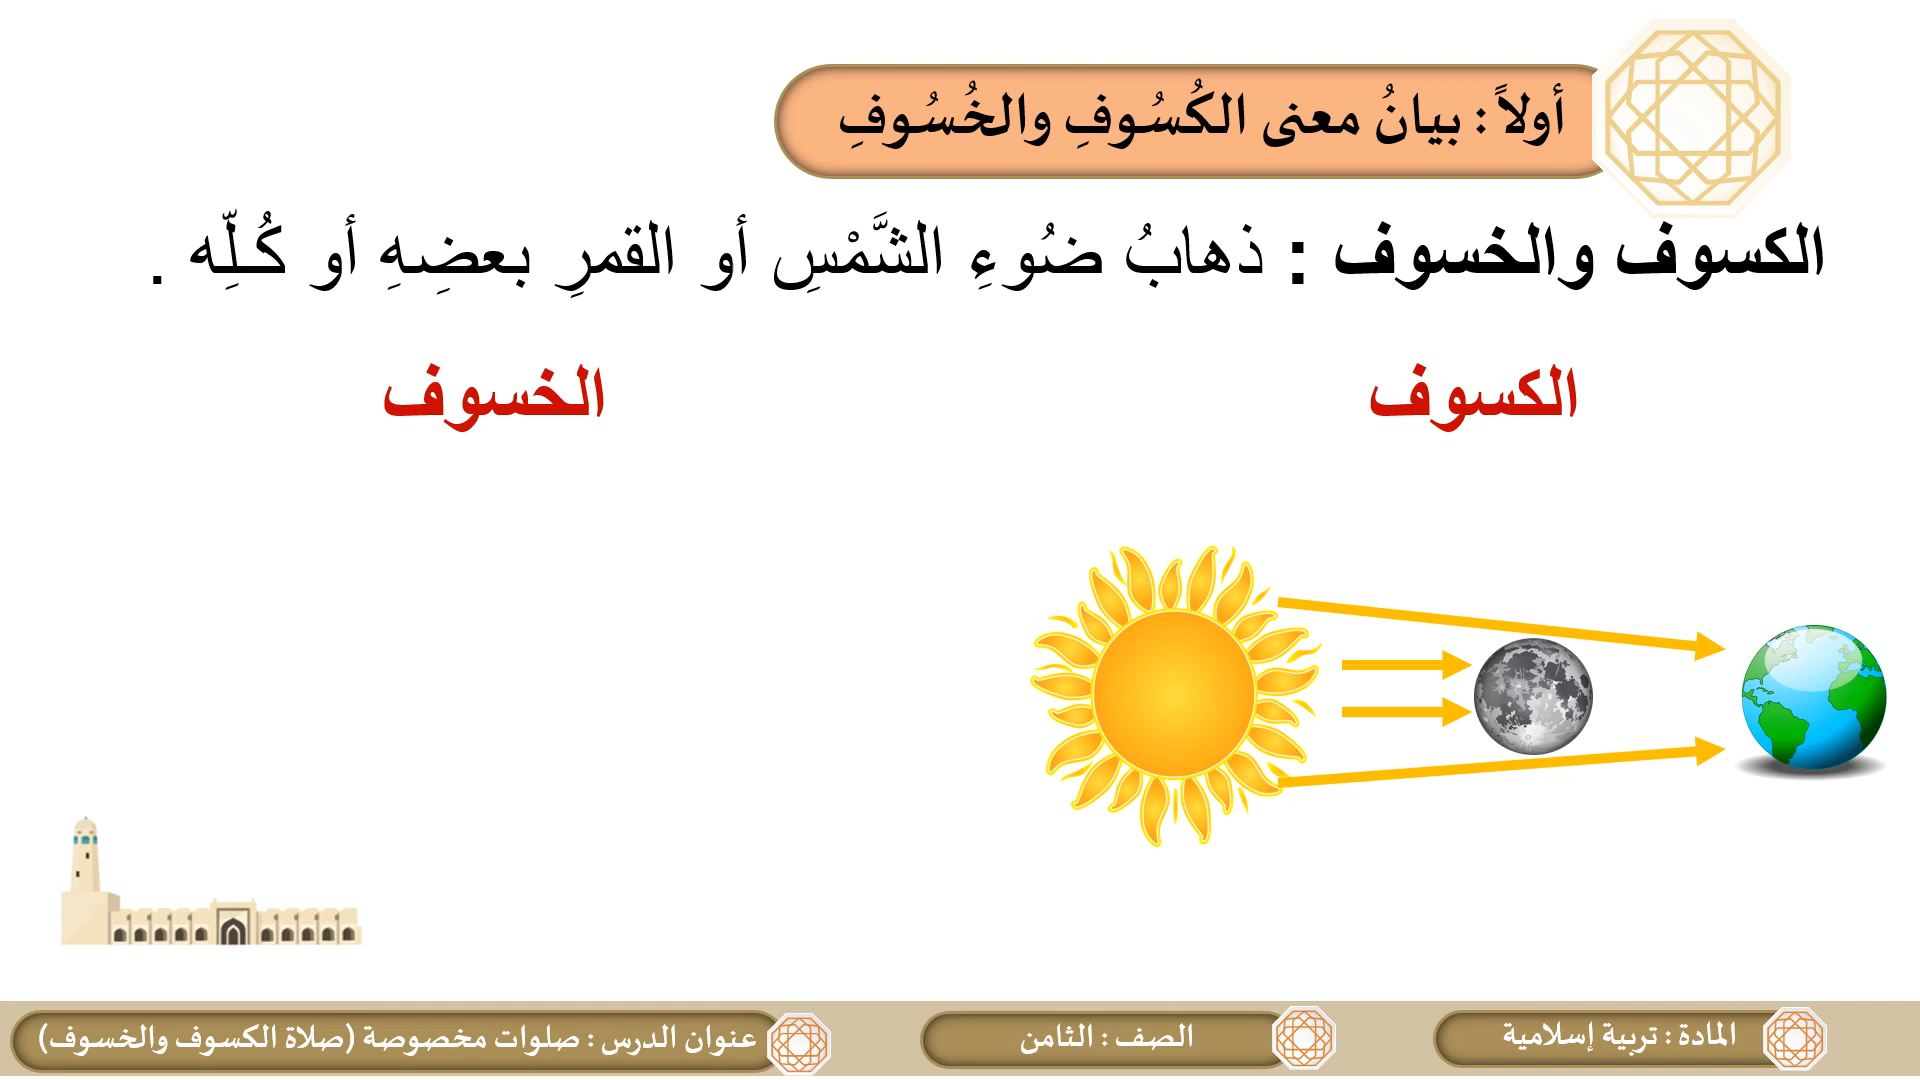 أولاً : بيانُ معنى الكُسُوفِ والخُسُوفِ
الكسوف والخسوف : ذهابُ ضُوءِ الشَّمْسِ أو القمرِ بعضِهِ أو كُلِّه .
الكسوف
الخسوف
المادة : تربية إسلامية
الصف : الثامن
عنوان الدرس : صلوات مخصوصة (صلاة الكسوف والخسوف)